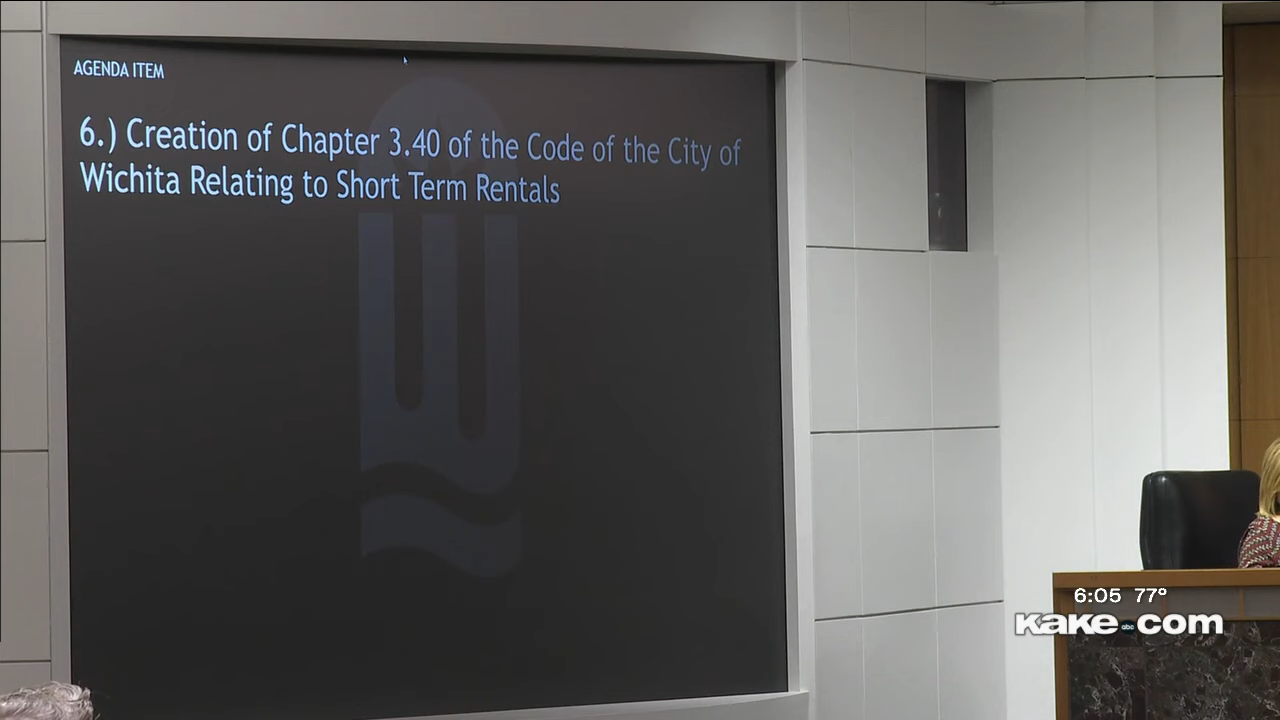 AGENDA ITEM
6.) Creation of Chapter 3.40 of the Code of the City of
Wichita Relating to Short Term Rentals
6:05 77°
kake abc com